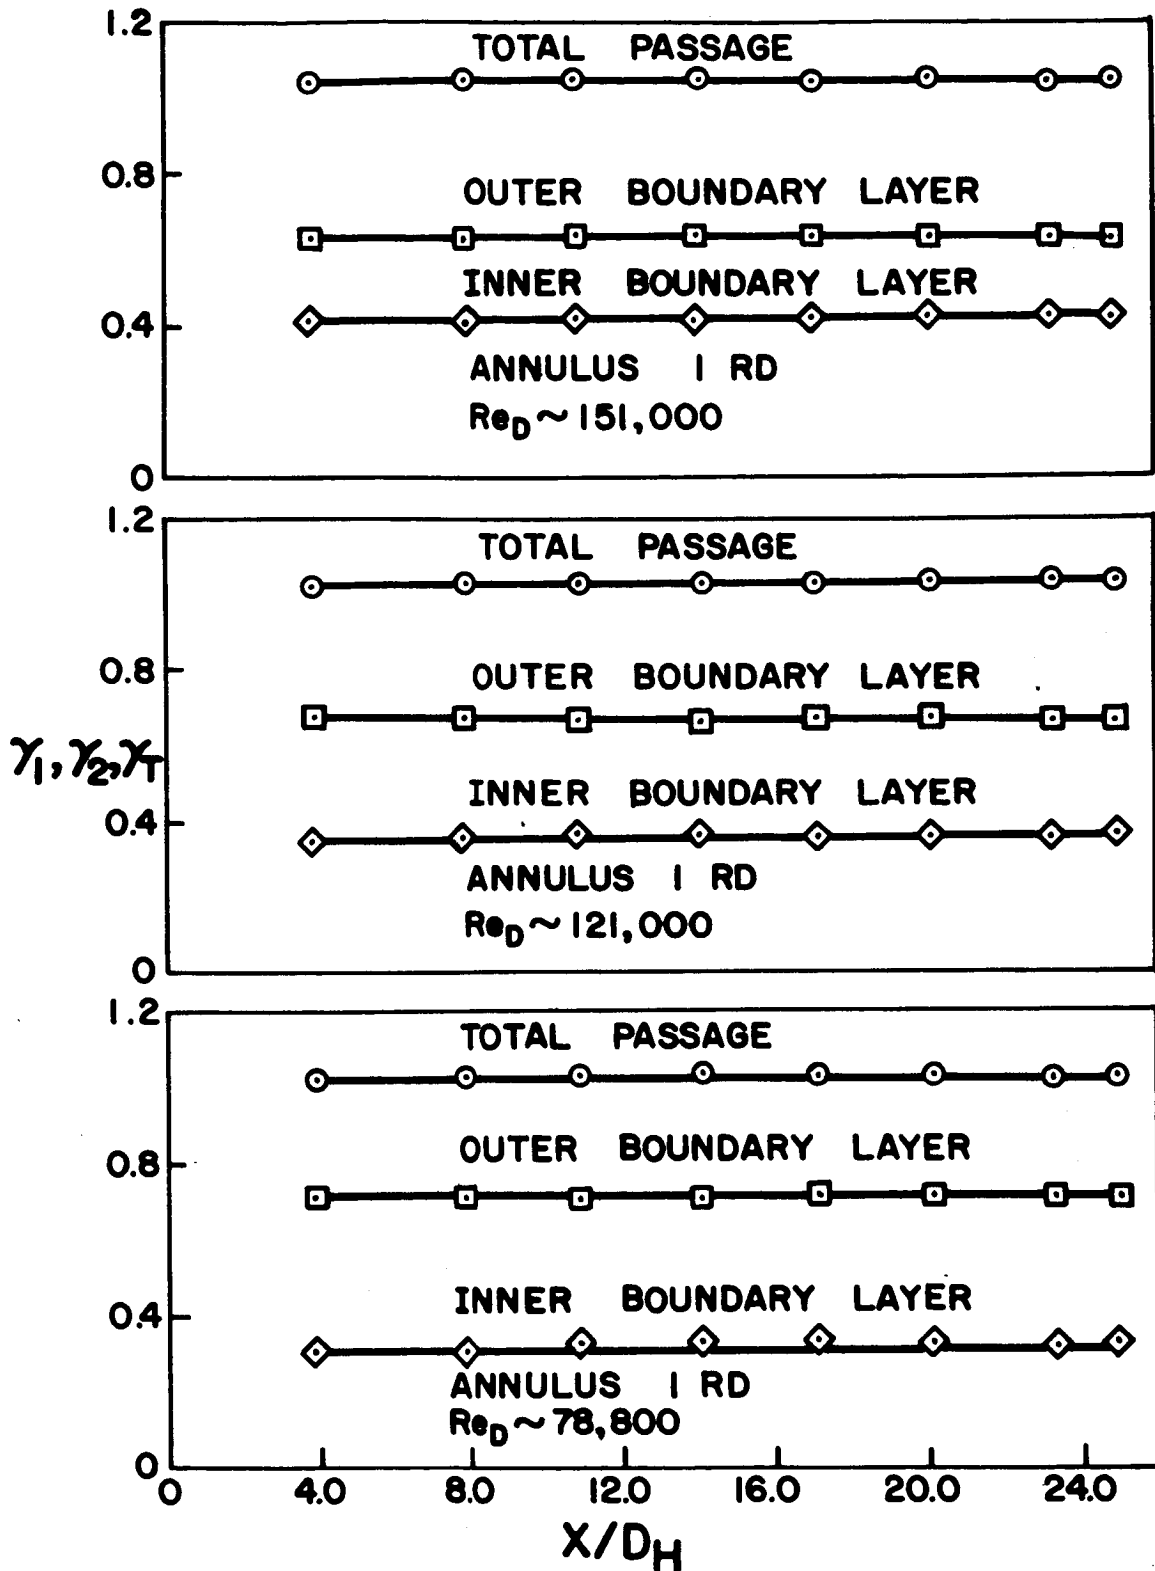 1.2
TOTAL PASSAGE
0.8
OUTER BOUNDARY LAYER
INNER BOUNDARY LAYER
0.4
ANNULUS 1 RD
Re_D ~ 151,000
0
1.2
TOTAL PASSAGE
0.8
OUTER BOUNDARY LAYER
γ₁, γ₂, γ_T
INNER BOUNDARY LAYER
0.4
ANNULUS 1 RD
Re_D ~ 121,000
0
1.2
TOTAL PASSAGE
0.8
OUTER BOUNDARY LAYER
INNER BOUNDARY LAYER
0.4
ANNULUS 1 RD
Re_D ~ 78,800
0
0 4.0 8.0 12.0 16.0 20.0 24.0
X/D_H